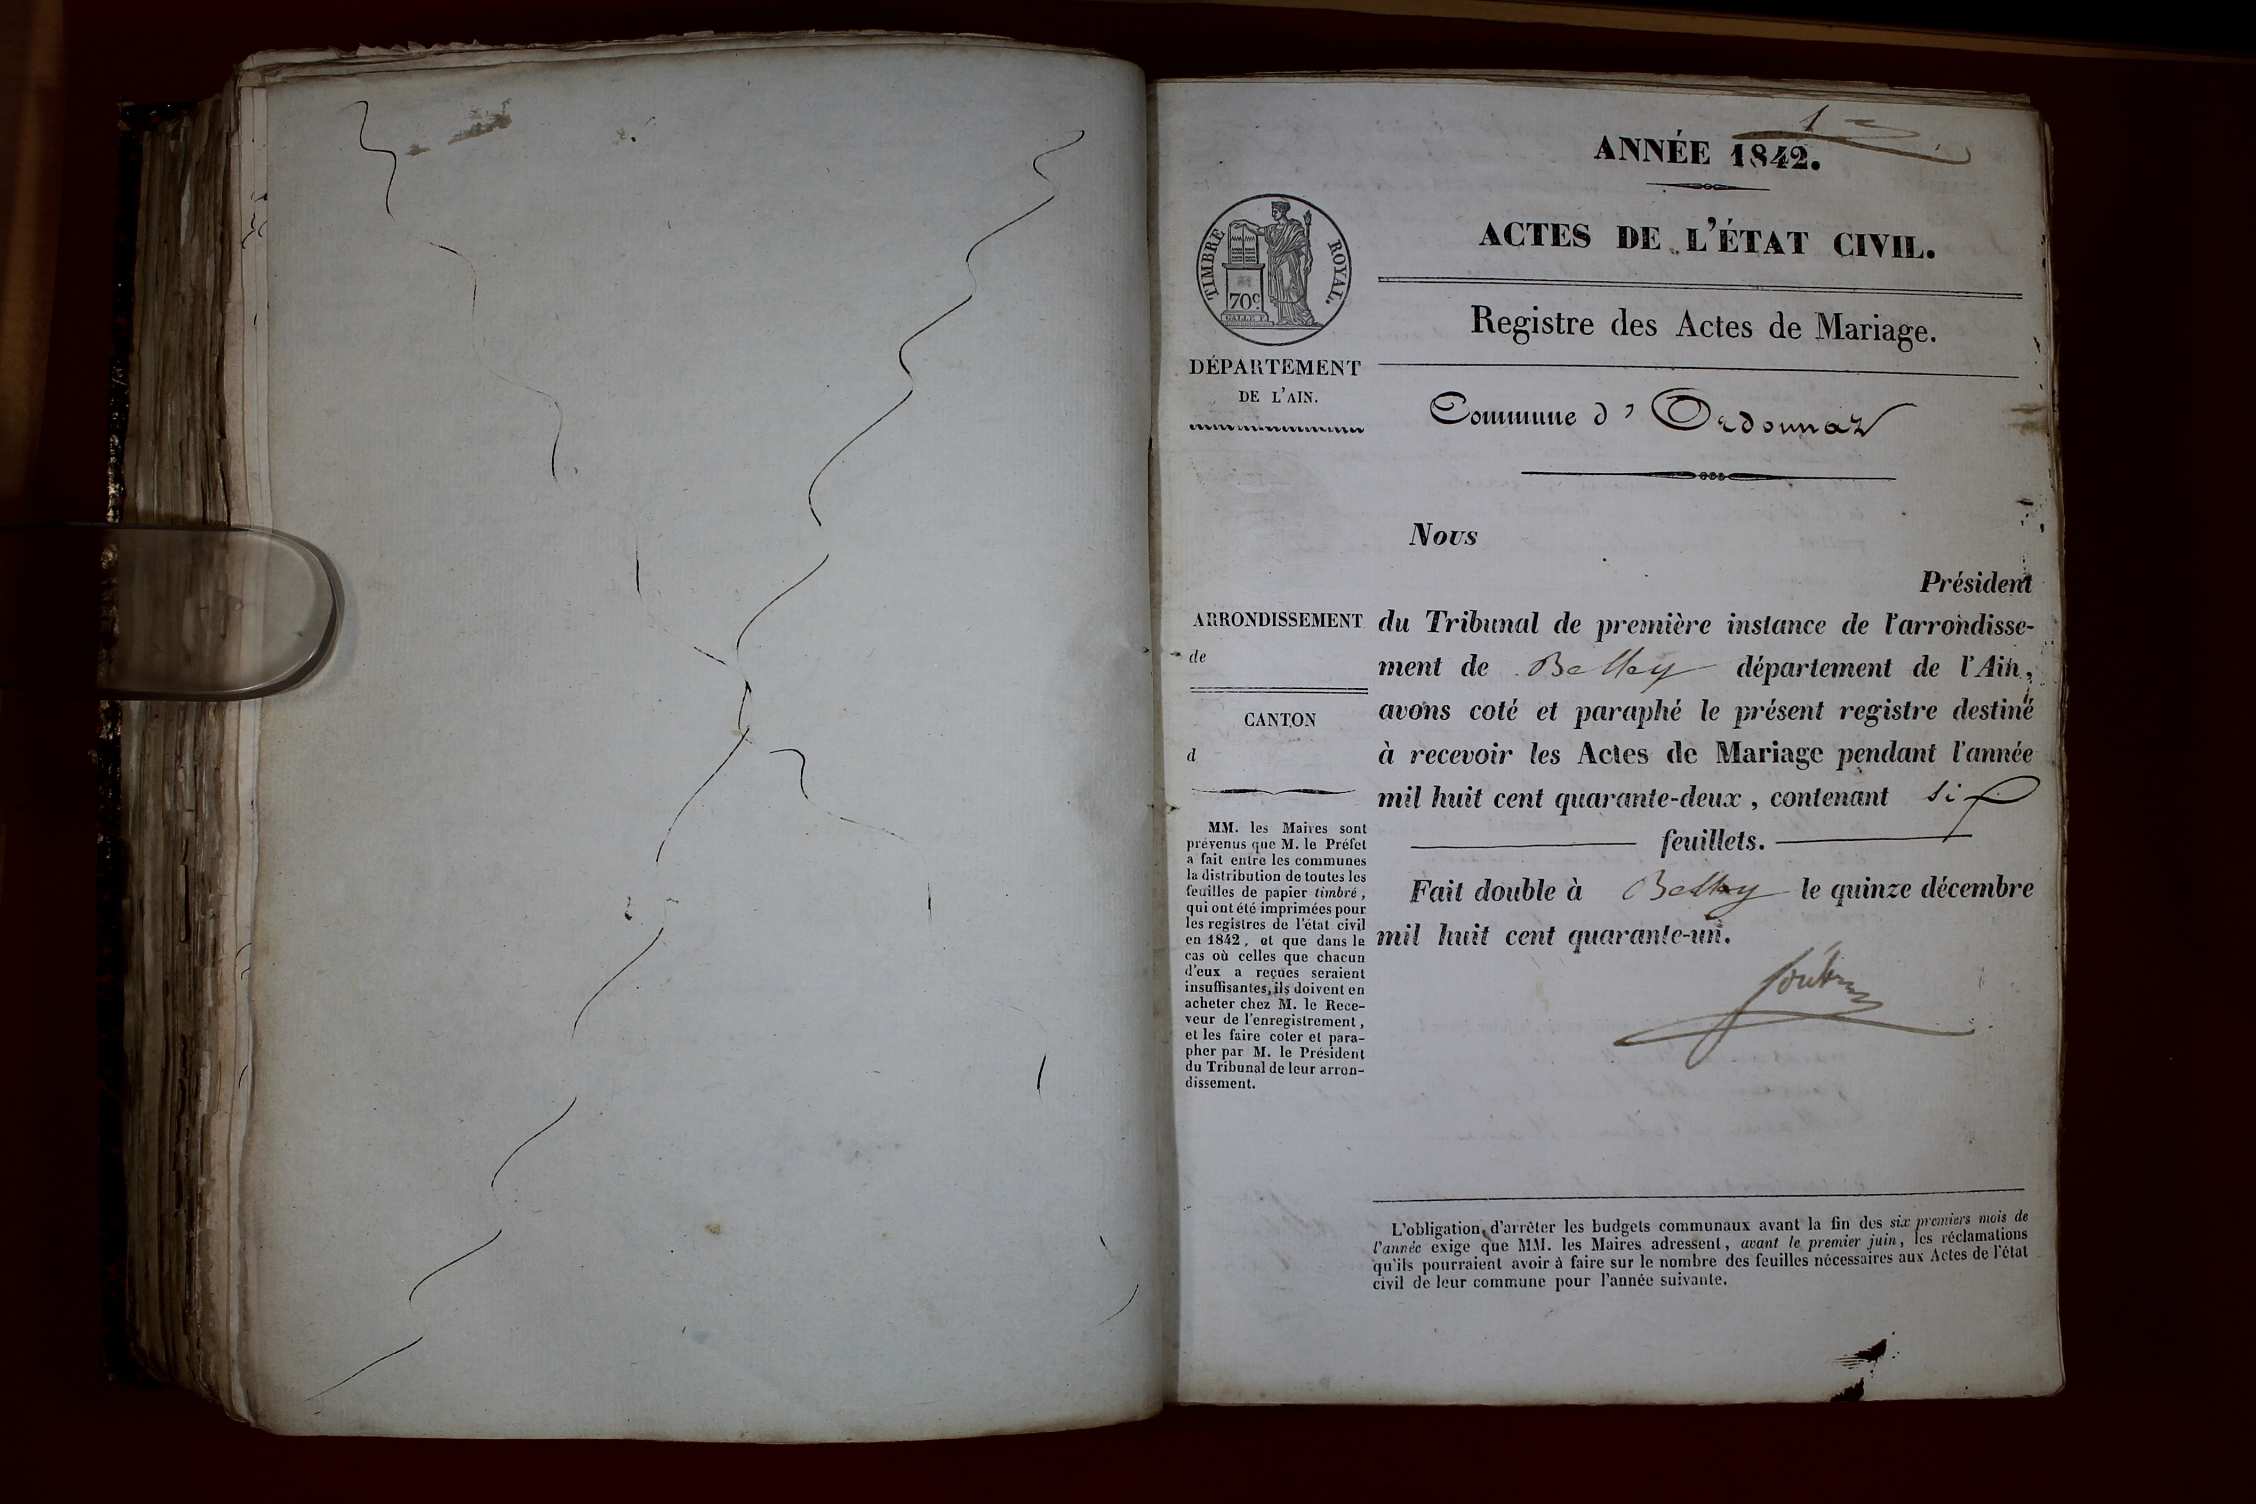 1
ANNÉE 1842.
ACTES DE L'ÉTAT CIVIL.
TIMBRE ROYAL.
70c
Registre des Actes de Mariage.
DÉPARTEMENT
DE L'AIN.
Commune d'Ordonnaz
Nous
Président
du Tribunal de première instance de l'arrondisse-
ment de Belley département de l'Ain,
avons coté et paraphé le présent registre destiné
à recevoir les Actes de Mariage pendant l'année
mil huit cent quarante-deux, contenant six
feuillets.
Fait double à Belley le quinze décembre
mil huit cent quarante-un.
ARRONDISSEMENT
de
CANTON
d
MM. les Maires sont
prévenus que M. le Préfet
a fait entre les communes
la distribution de toutes les
feuilles de papier timbré,
qui ont été imprimées pour
les registres de l'état civil
en 1842, et que dans le
cas où celles que chacun
d'eux a reçues seraient
insuffisantes, ils doivent en
acheter chez M. le Rece-
veur de l'enregistrement,
et les faire coter et para-
pher par M. le Président
du Tribunal de leur arron-
dissement.
L'obligation d'arrêter les budgets communaux avant la fin des six premiers mois de
l'année exige que MM. les Maires adressent, avant le premier juin, les réclamations
qu'ils pourraient avoir à faire sur le nombre des feuilles nécessaires aux Actes de l'état
civil de leur commune pour l'année suivante.